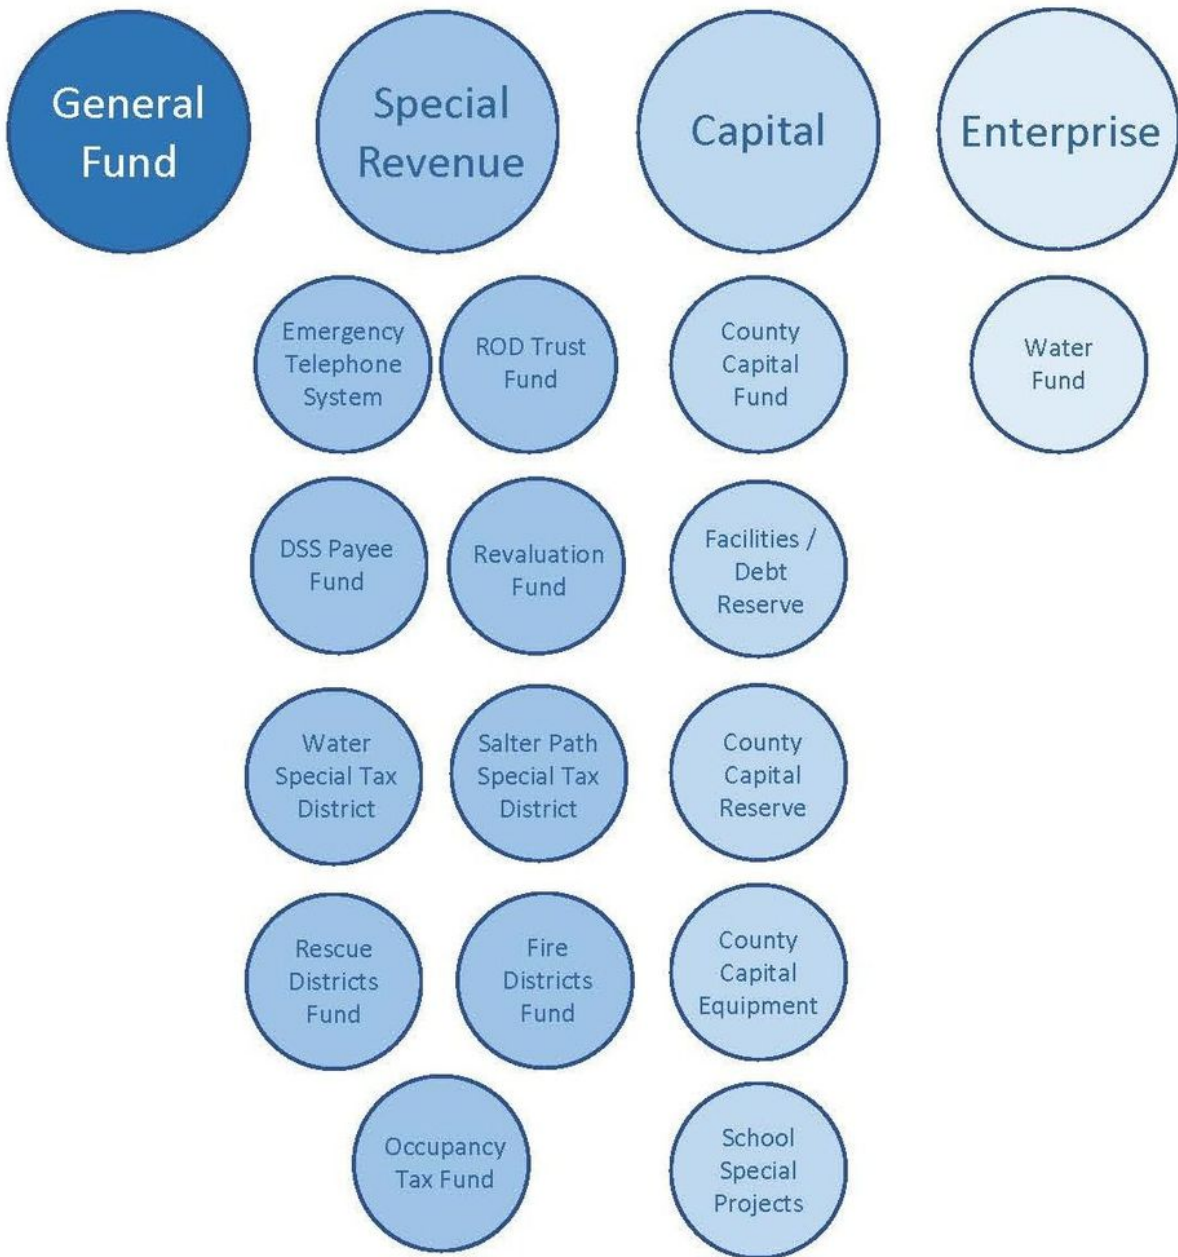 General
Fund
Special
Revenue
Capital
Enterprise
Emergency
Telephone
System
ROD Trust
Fund
County
Capital
Fund
Water
Fund
DSS Payee
Fund
Revaluation
Fund
Facilities /
Debt
Reserve
Water
Special Tax
District
Salter Path
Special Tax
District
County
Capital
Reserve
Rescue
Districts
Fund
Fire
Districts
Fund
County
Capital
Equipment
Occupancy
Tax Fund
School
Special
Projects